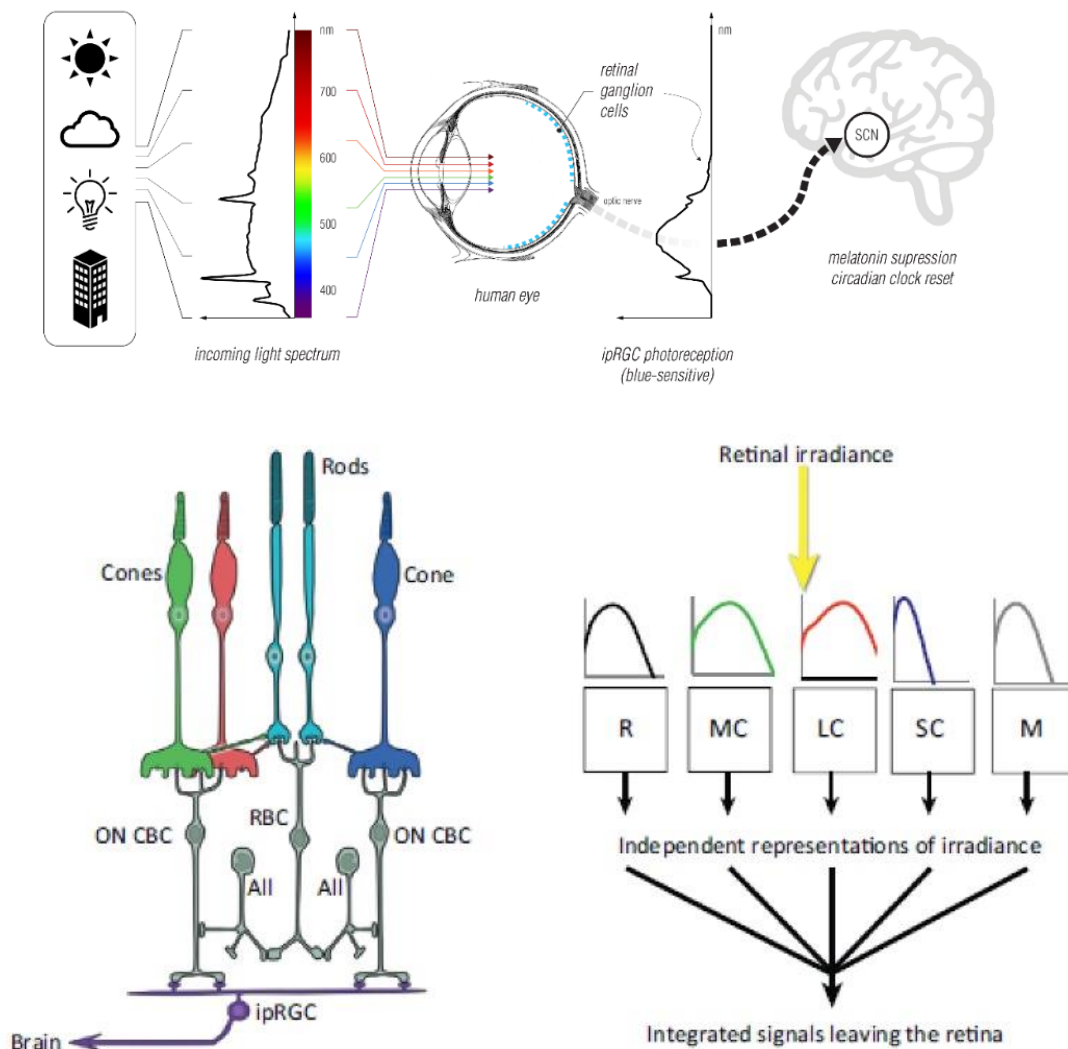 nm
700
600
500
400
incoming light spectrum
human eye
retinal
ganglion
cells
optic nerve
nm
ipRGC photoreception
(blue-sensitive)
SCN
melatonin supression
circadian clock reset
Rods
Cones
Cone
ON CBC
RBC
ON CBC
AII
AII
ipRGC
Brain
Retinal irradiance
R
MC
LC
SC
M
Independent representations of irradiance
Integrated signals leaving the retina